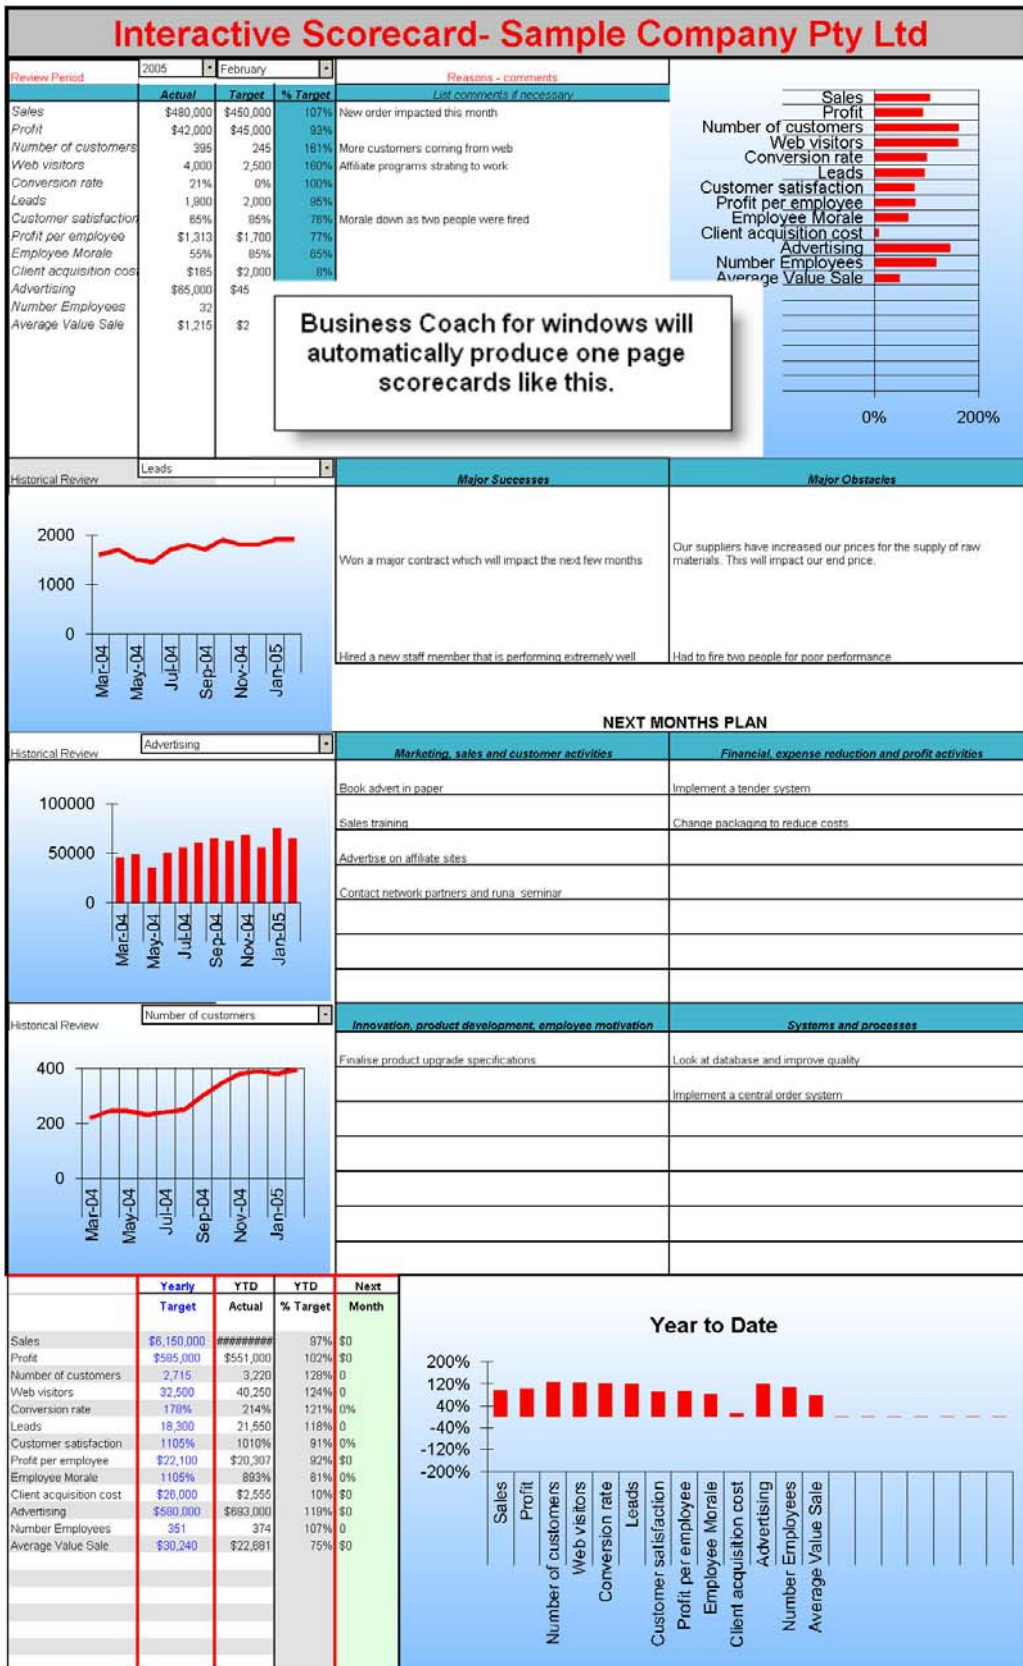 Interactive Scorecard- Sample Company Pty Ltd
Review Period 2005 February Reasons - comments
Actual Target % Target List comments if necessary
Sales $480,000 $450,000 107% New order impacted this month
Profit $42,000 $45,000 93%
Number of customers 395 245 161% More customers coming from web
Web visitors 4,000 2,500 160% Affiliate programs strating to work
Conversion rate 21% 0% 100%
Leads 1,900 2,000 95%
Customer satisfaction 65% 85% 76% Morale down as two people were fired
Profit per employee $1,313 $1,700 77%
Employee Morale 55% 85% 65%
Client acquisition cos $165 $2,000 8%
Advertising $65,000 $45
Number Employees 32
Average Value Sale $1,215 $2
Business Coach for windows will
automatically produce one page
scorecards like this.
Sales
Profit
Number of customers
Web visitors
Conversion rate
Leads
Customer satisfaction
Profit per employee
Employee Morale
Client acquisition cost
Advertising
Number Employees
Average Value Sale
0% 200%
Historical Review Leads
2000
1000
0
Mar-04 May-04 Jul-04 Sep-04 Nov-04 Jan-05
Major Successes Major Obstacles
Won a major contract which will impact the next few months
Our suppliers have increased our prices for the supply of raw
materials. This will impact our end price.
Hired a new staff member that is performing extremely well Had to fire two people for poor performance
NEXT MONTHS PLAN
Historical Review Advertising
100000
50000
0
Mar-04 May-04 Jul-04 Sep-04 Nov-04 Jan-05
Marketing, sales and customer activities Financial, expense reduction and profit activities
Book advert in paper Implement a tender system
Sales training Change packaging to reduce costs
Advertise on affiliate sites
Contact network partners and runa seminar
Historical Review Number of customers
400
200
0
Mar-04 May-04 Jul-04 Sep-04 Nov-04 Jan-05
Innovation, product development, employee motivation Systems and processes
Finalise product upgrade specifications Look at database and improve quality
Implement a central order system
Yearly YTD YTD Next
Target Actual % Target Month
Sales $6,150,000 ######### 97% $0
Profit $585,000 $551,000 102% $0
Number of customers 2,715 3,220 128% 0
Web visitors 32,500 40,250 124% 0
Conversion rate 178% 214% 121% 0%
Leads 18,300 21,550 118% 0
Customer satisfaction 1105% 1010% 91% 0%
Profit per employee $22,100 $20,307 92% $0
Employee Morale 1105% 893% 81% 0%
Client acquisition cost $26,000 $2,555 10% $0
Advertising $580,000 $693,000 119% $0
Number Employees 351 374 107% 0
Average Value Sale $30,240 $22,681 75% $0
Year to Date
200%
120%
40%
-40%
-120%
-200%
Sales
Profit
Number of customers
Web visitors
Conversion rate
Leads
Customer satisfaction
Profit per employee
Employee Morale
Client acquisition cost
Advertising
Number Employees
Average Value Sale